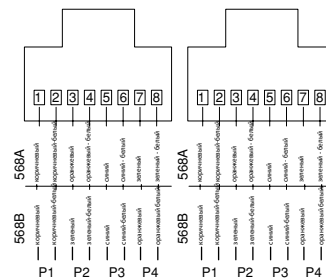 1 2 3 4 5 6 7 8
568A
коричневый
коричневый-белый
оранжевый
оранжевый - белый
синий
синий - белый
зеленый
зеленый - белый
568B
коричневый
коричневый-белый
зеленый
зеленый-белый
синий
синий-белый
оранжевый
оранжевый-белый
P1 P2 P3 P4
1 2 3 4 5 6 7 8
568A
коричневый
коричневый-белый
оранжевый
оранжевый - белый
синий
синий - белый
зеленый
зеленый - белый
568B
коричневый
коричневый-белый
зеленый
зеленый-белый
синий
синий-белый
оранжевый
оранжевый-белый
P1 P2 P3 P4